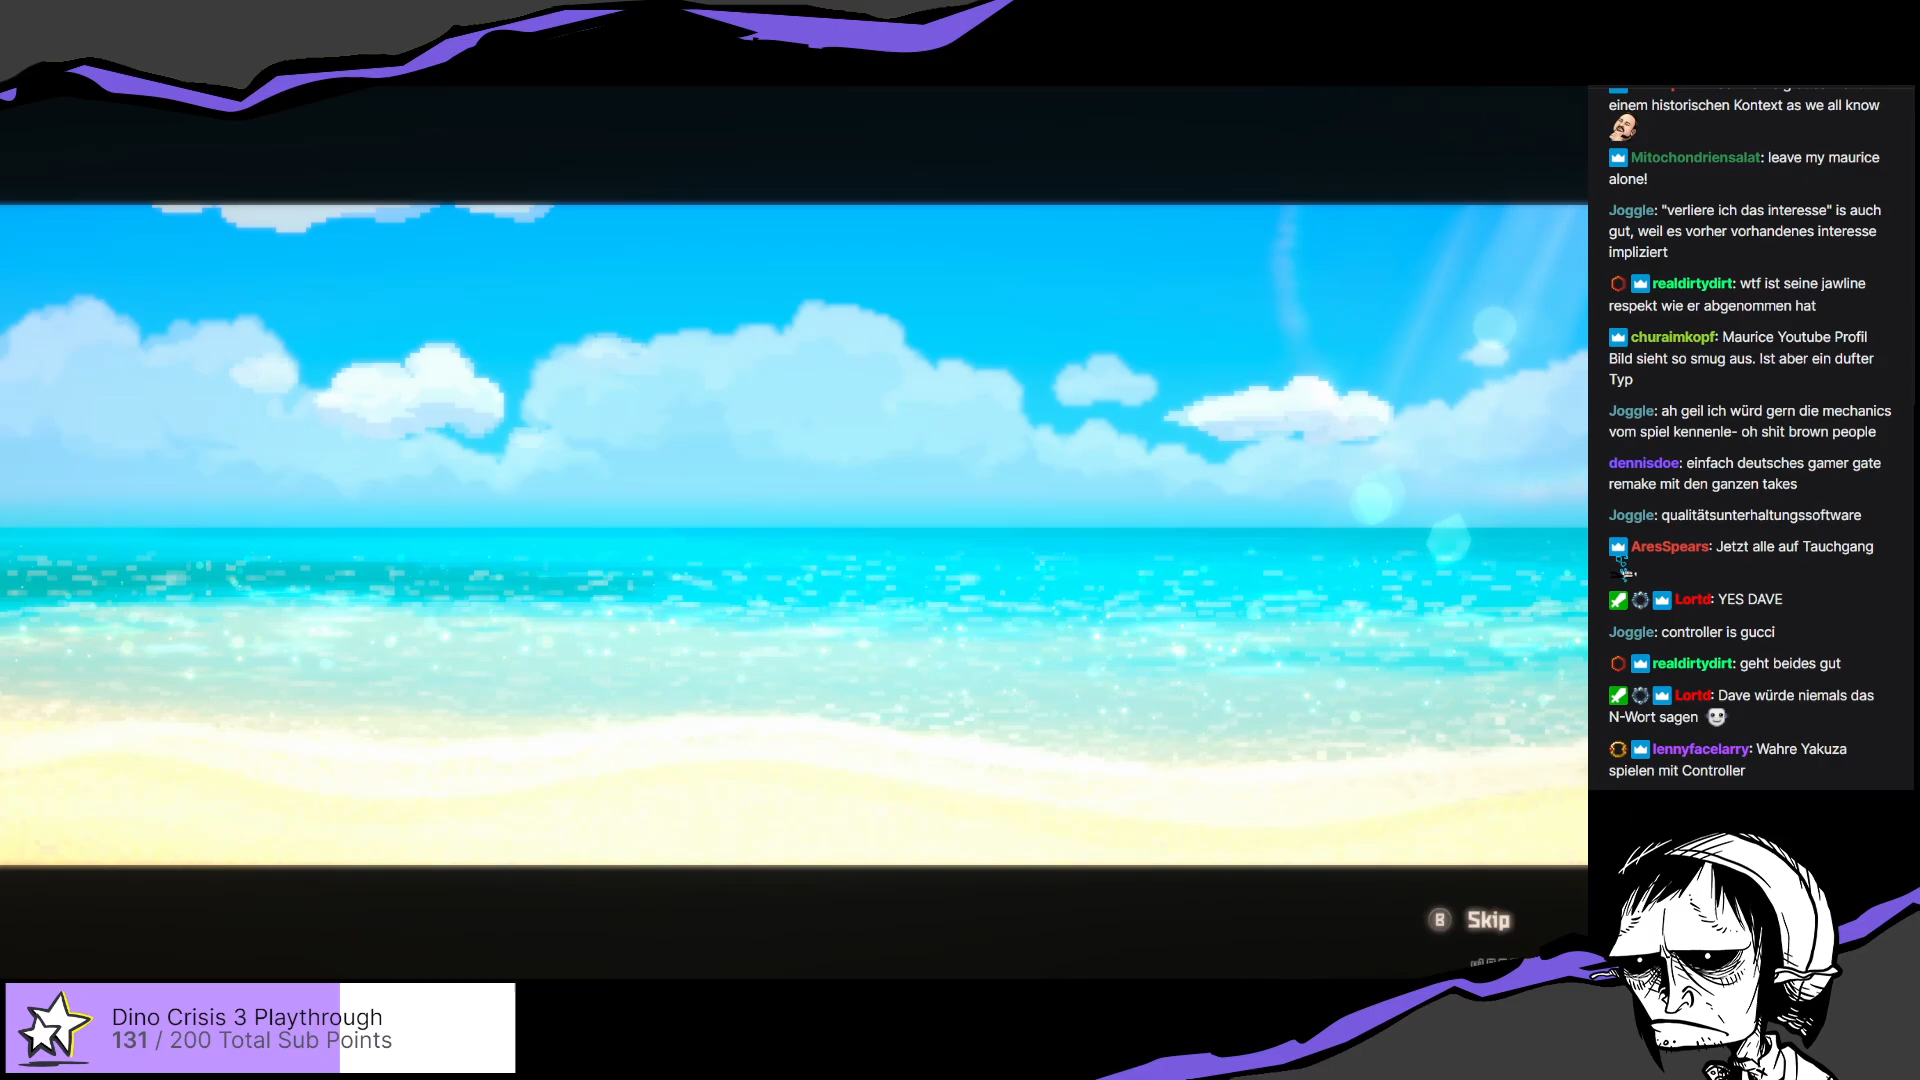 einem historischen Kontext as we all know
Mitochondriensalat: leave my maurice
alone!
Joggle: "verliere ich das interesse" is auch
gut, weil es vorher vorhandenes interesse
impliziert
realdirtydirt: wtf ist seine jawline
respekt wie er abgenommen hat
churaimkopf: Maurice Youtube Profil
Bild sieht so smug aus. Ist aber ein dufter
Typ
Joggle: ah geil ich würd gern die mechanics
vom spiel kennenle- oh shit brown people
dennisdoe: einfach deutsches gamer gate
remake mit den ganzen takes
Joggle: qualitätsunterhaltungssoftware
AresSpears: Jetzt alle auf Tauchgang
Lortd: YES DAVE
Joggle: controller is gucci
realdirtydirt: geht beides gut
Lortd: Dave würde niemals das
N-Wort sagen
lennyfacelarry: Wahre Yakuza
spielen mit Controller
B Skip
Dino Crisis 3 Playthrough
131 / 200 Total Sub Points